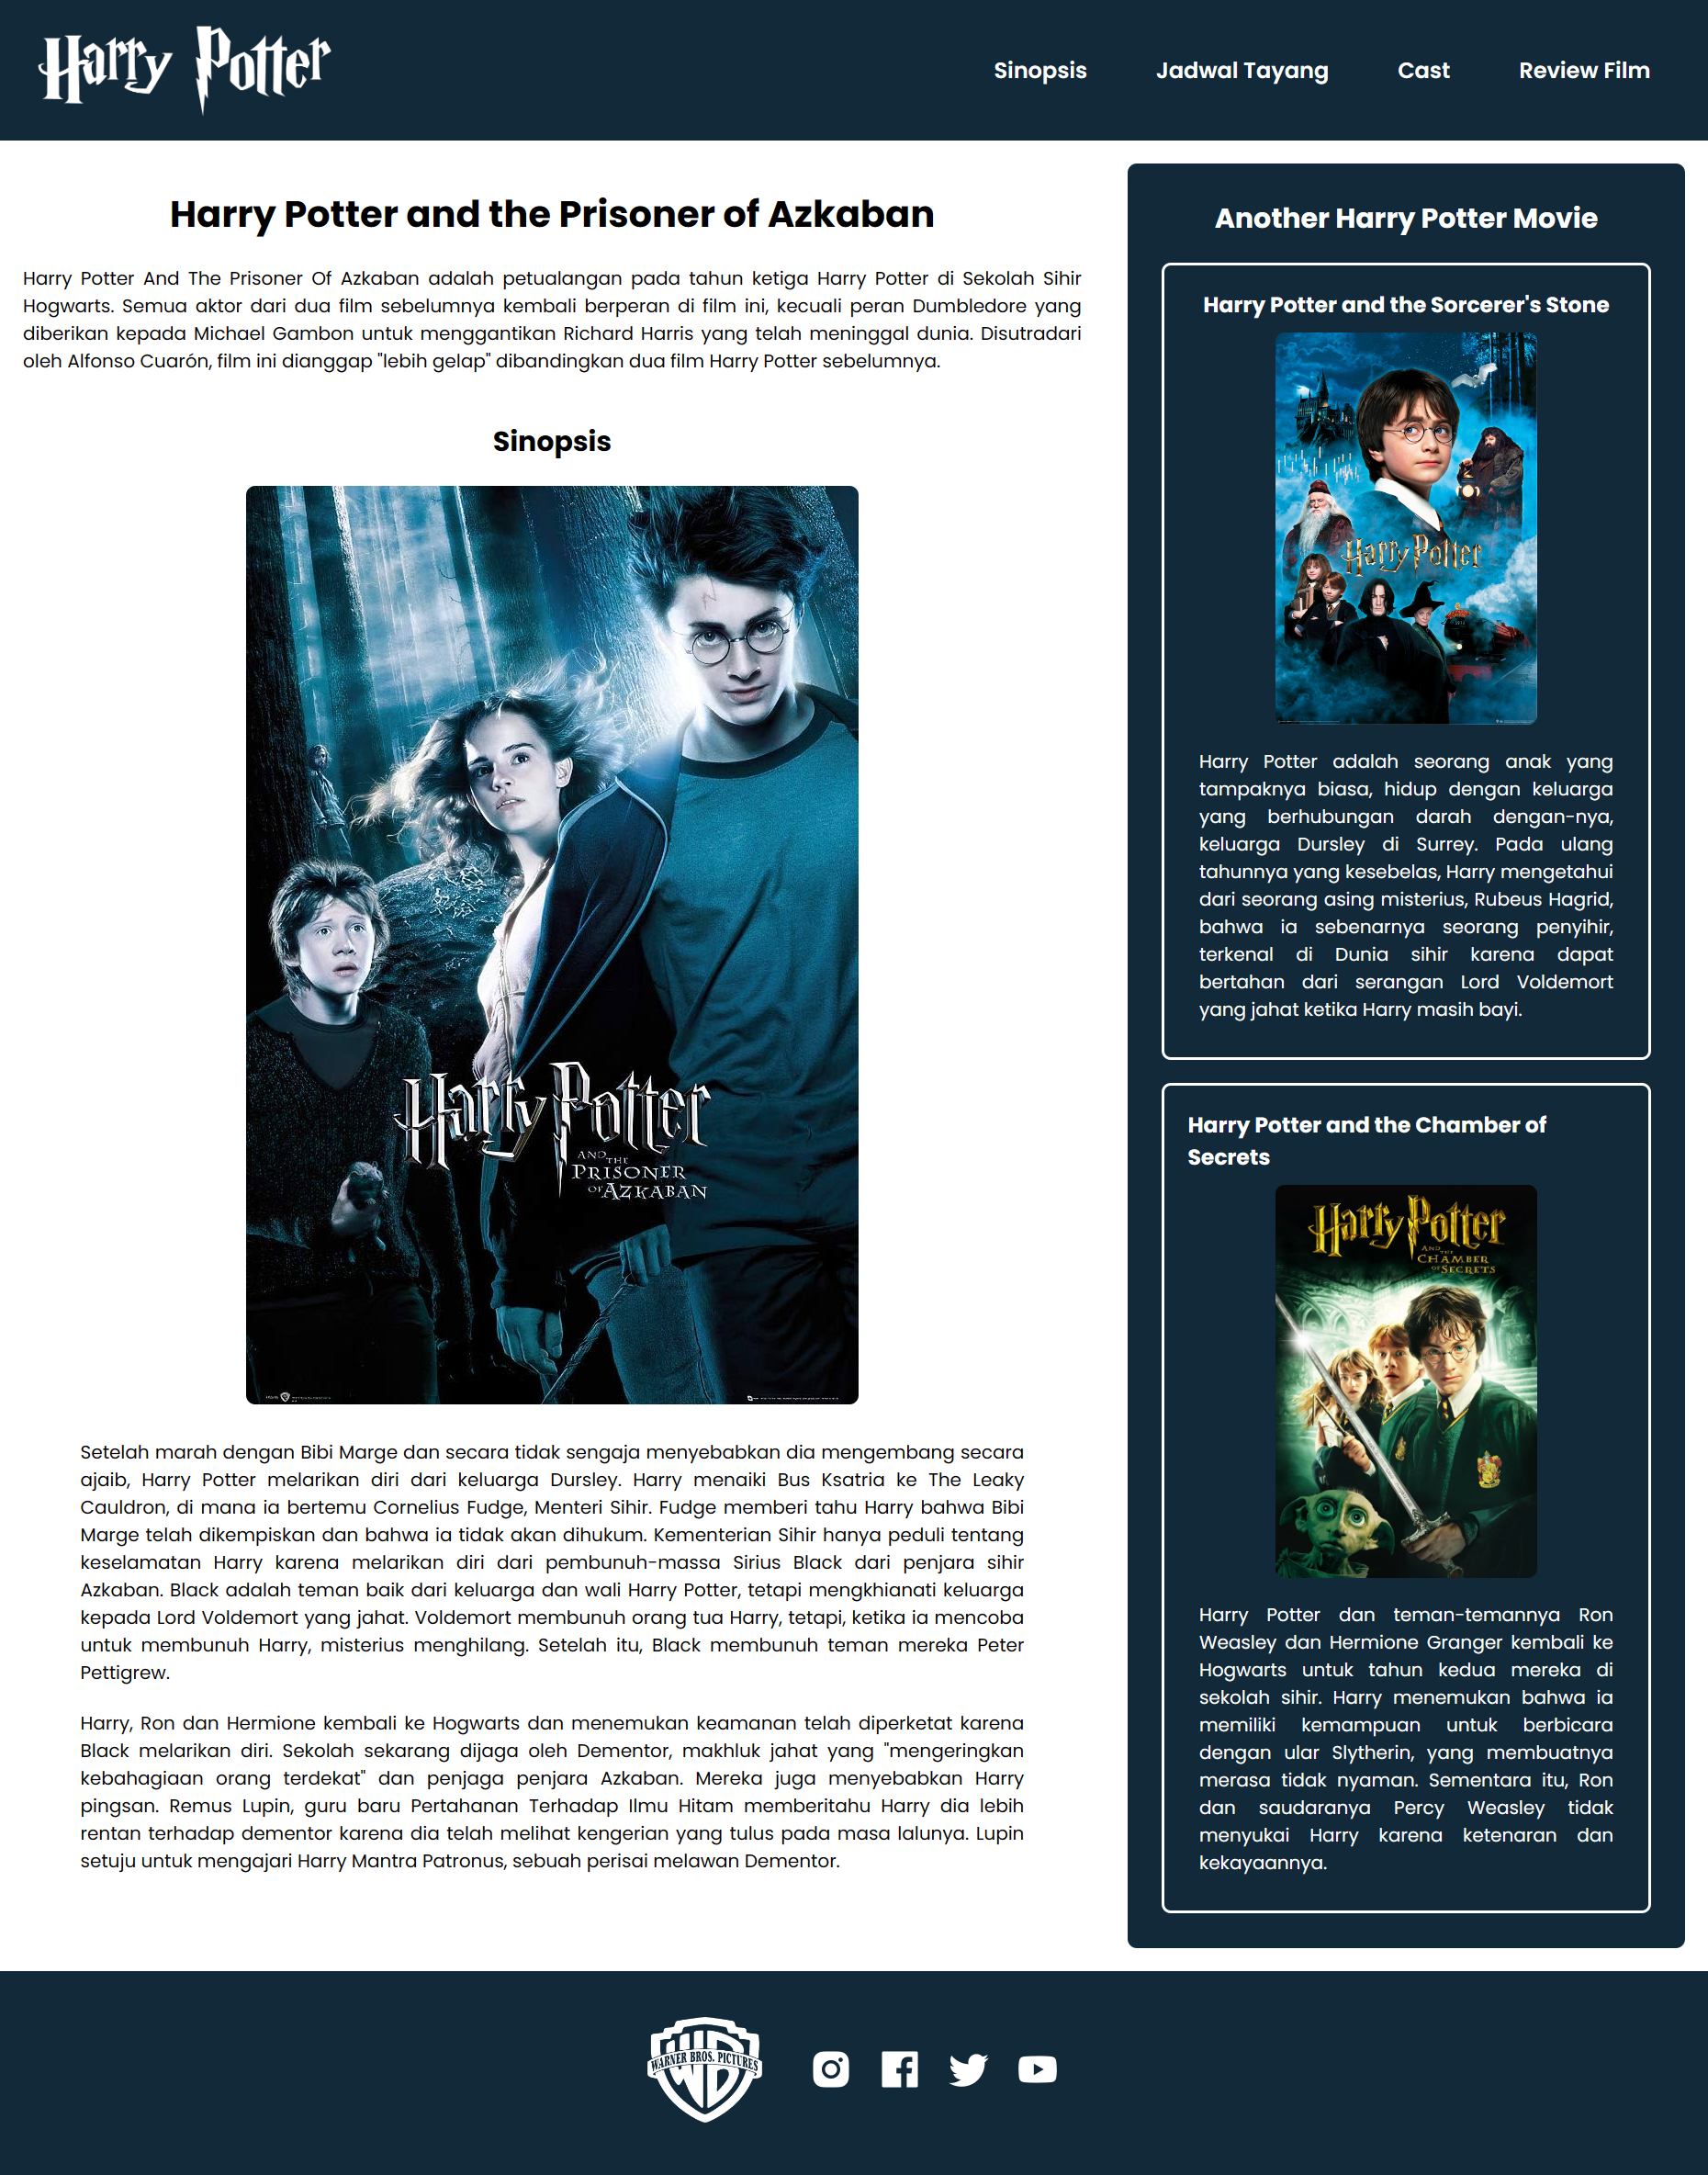 Harry Potter
Sinopsis
Jadwal Tayang
Cast
Review Film
Harry Potter and the Prisoner of Azkaban
Harry Potter And The Prisoner Of Azkaban adalah petualangan pada tahun ketiga Harry Potter di Sekolah Sihir
Hogwarts. Semua aktor dari dua film sebelumnya kembali berperan di film ini, kecuali peran Dumbledore yang
diberikan kepada Michael Gambon untuk menggantikan Richard Harris yang telah meninggal dunia. Disutradari
oleh Alfonso Cuarón, film ini dianggap "lebih gelap" dibandingkan dua film Harry Potter sebelumnya.
Sinopsis
Harry Potter
AND THE
PRISONER
OF AZKABAN
Setelah marah dengan Bibi Marge dan secara tidak sengaja menyebabkan dia mengembang secara
ajaib, Harry Potter melarikan diri dari keluarga Dursley. Harry menaiki Bus Ksatria ke The Leaky
Cauldron, di mana ia bertemu Cornelius Fudge, Menteri Sihir. Fudge memberi tahu Harry bahwa Bibi
Marge telah dikempiskan dan bahwa ia tidak akan dihukum. Kementerian Sihir hanya peduli tentang
keselamatan Harry karena melarikan diri dari pembunuh-massa Sirius Black dari penjara sihir
Azkaban. Black adalah teman baik dari keluarga dan wali Harry Potter, tetapi mengkhianati keluarga
kepada Lord Voldemort yang jahat. Voldemort membunuh orang tua Harry, tetapi, ketika ia mencoba
untuk membunuh Harry, misterius menghilang. Setelah itu, Black membunuh teman mereka Peter
Pettigrew.
Harry, Ron dan Hermione kembali ke Hogwarts dan menemukan keamanan telah diperketat karena
Black melarikan diri. Sekolah sekarang dijaga oleh Dementor, makhluk jahat yang "mengeringkan
kebahagiaan orang terdekat" dan penjaga penjara Azkaban. Mereka juga menyebabkan Harry
pingsan. Remus Lupin, guru baru Pertahanan Terhadap Ilmu Hitam memberitahu Harry dia lebih
rentan terhadap dementor karena dia telah melihat kengerian yang tulus pada masa lalunya. Lupin
setuju untuk mengajari Harry Mantra Patronus, sebuah perisai melawan Dementor.
Another Harry Potter Movie
Harry Potter and the Sorcerer's Stone
Harry Potter
Harry Potter adalah seorang anak yang
tampaknya biasa, hidup dengan keluarga
yang berhubungan darah dengan-nya,
keluarga Dursley di Surrey. Pada ulang
tahunnya yang kesebelas, Harry mengetahui
dari seorang asing misterius, Rubeus Hagrid,
bahwa ia sebenarnya seorang penyihir,
terkenal di Dunia sihir karena dapat
bertahan dari serangan Lord Voldemort
yang jahat ketika Harry masih bayi.
Harry Potter and the Chamber of
Secrets
Harry Potter
AND THE
CHAMBER
OF SECRETS
Harry Potter dan teman-temannya Ron
Weasley dan Hermione Granger kembali ke
Hogwarts untuk tahun kedua mereka di
sekolah sihir. Harry menemukan bahwa ia
memiliki kemampuan untuk berbicara
dengan ular Slytherin, yang membuatnya
merasa tidak nyaman. Sementara itu, Ron
dan saudaranya Percy Weasley tidak
menyukai Harry karena ketenaran dan
kekayaannya.
WB
WARNER BROS. PICTURES